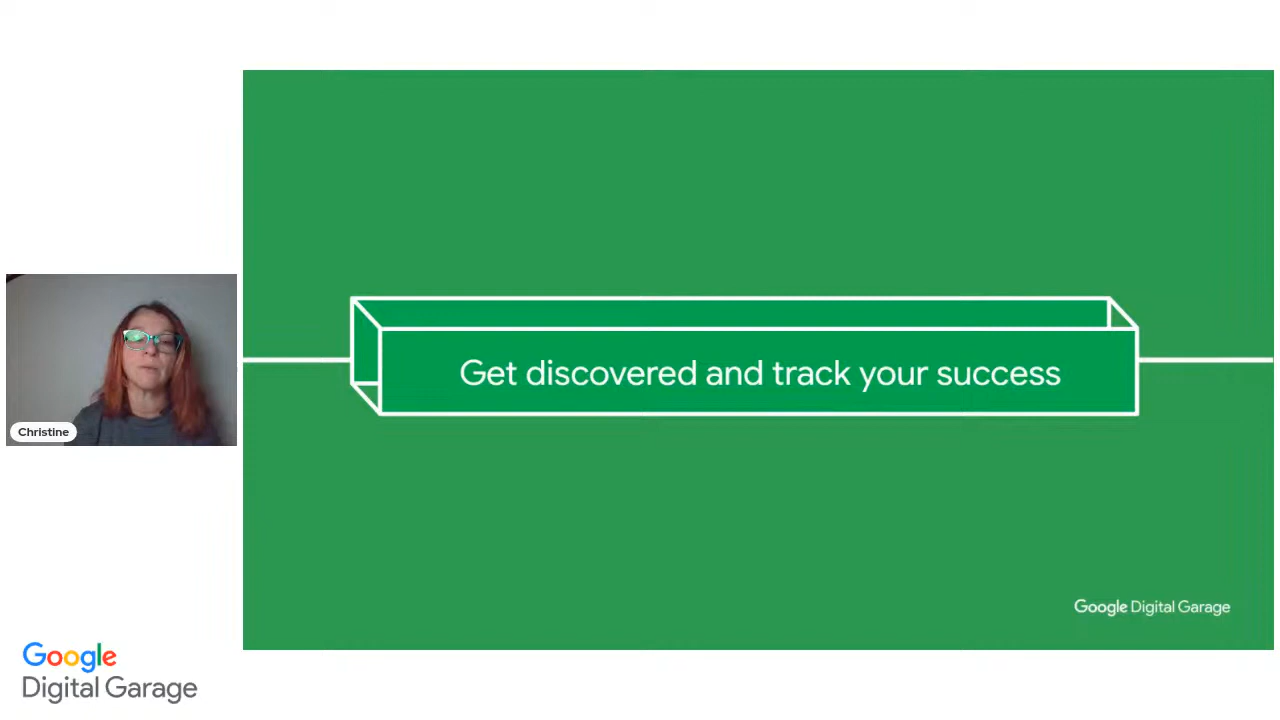 Get discovered and track your success
Christine
Google Digital Garage
Google
Digital Garage